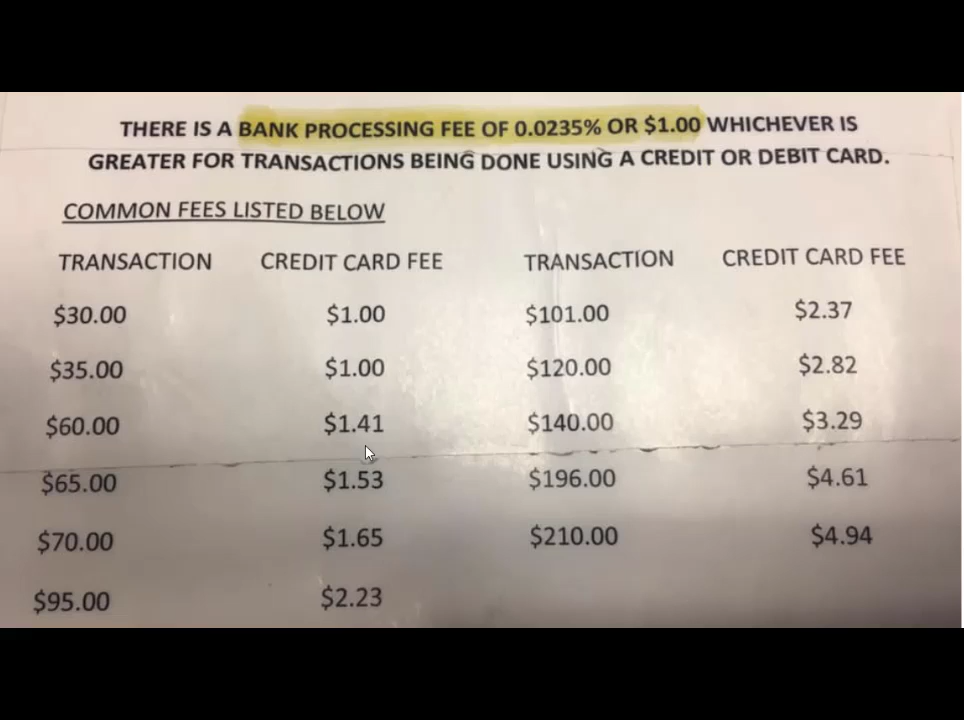 THERE IS A BANK PROCESSING FEE OF 0.0235% OR $1.00 WHICHEVER IS
GREATER FOR TRANSACTIONS BEING DONE USING A CREDIT OR DEBIT CARD.
COMMON FEES LISTED BELOW
TRANSACTION CREDIT CARD FEE TRANSACTION CREDIT CARD FEE
$30.00 $1.00 $101.00 $2.37
$35.00 $1.00 $120.00 $2.82
$60.00 $1.41 $140.00 $3.29
$65.00 $1.53 $196.00 $4.61
$70.00 $1.65 $210.00 $4.94
$95.00 $2.23